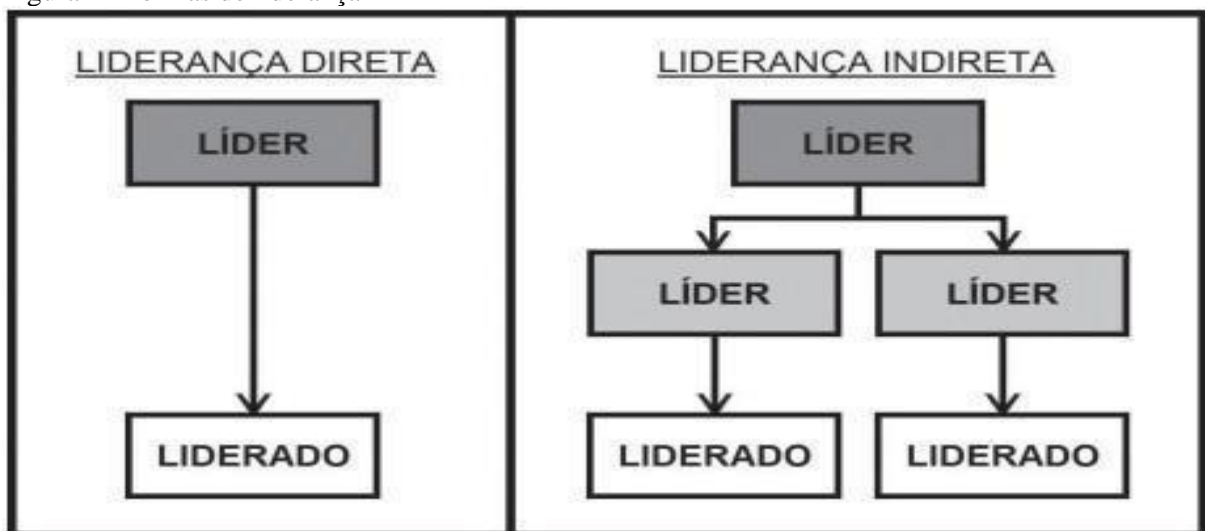 LIDERANÇA DIRETA
LÍDER
LIDERADO
LIDERANÇA INDIRETA
LÍDER
LÍDER
LÍDER
LIDERADO
LIDERADO